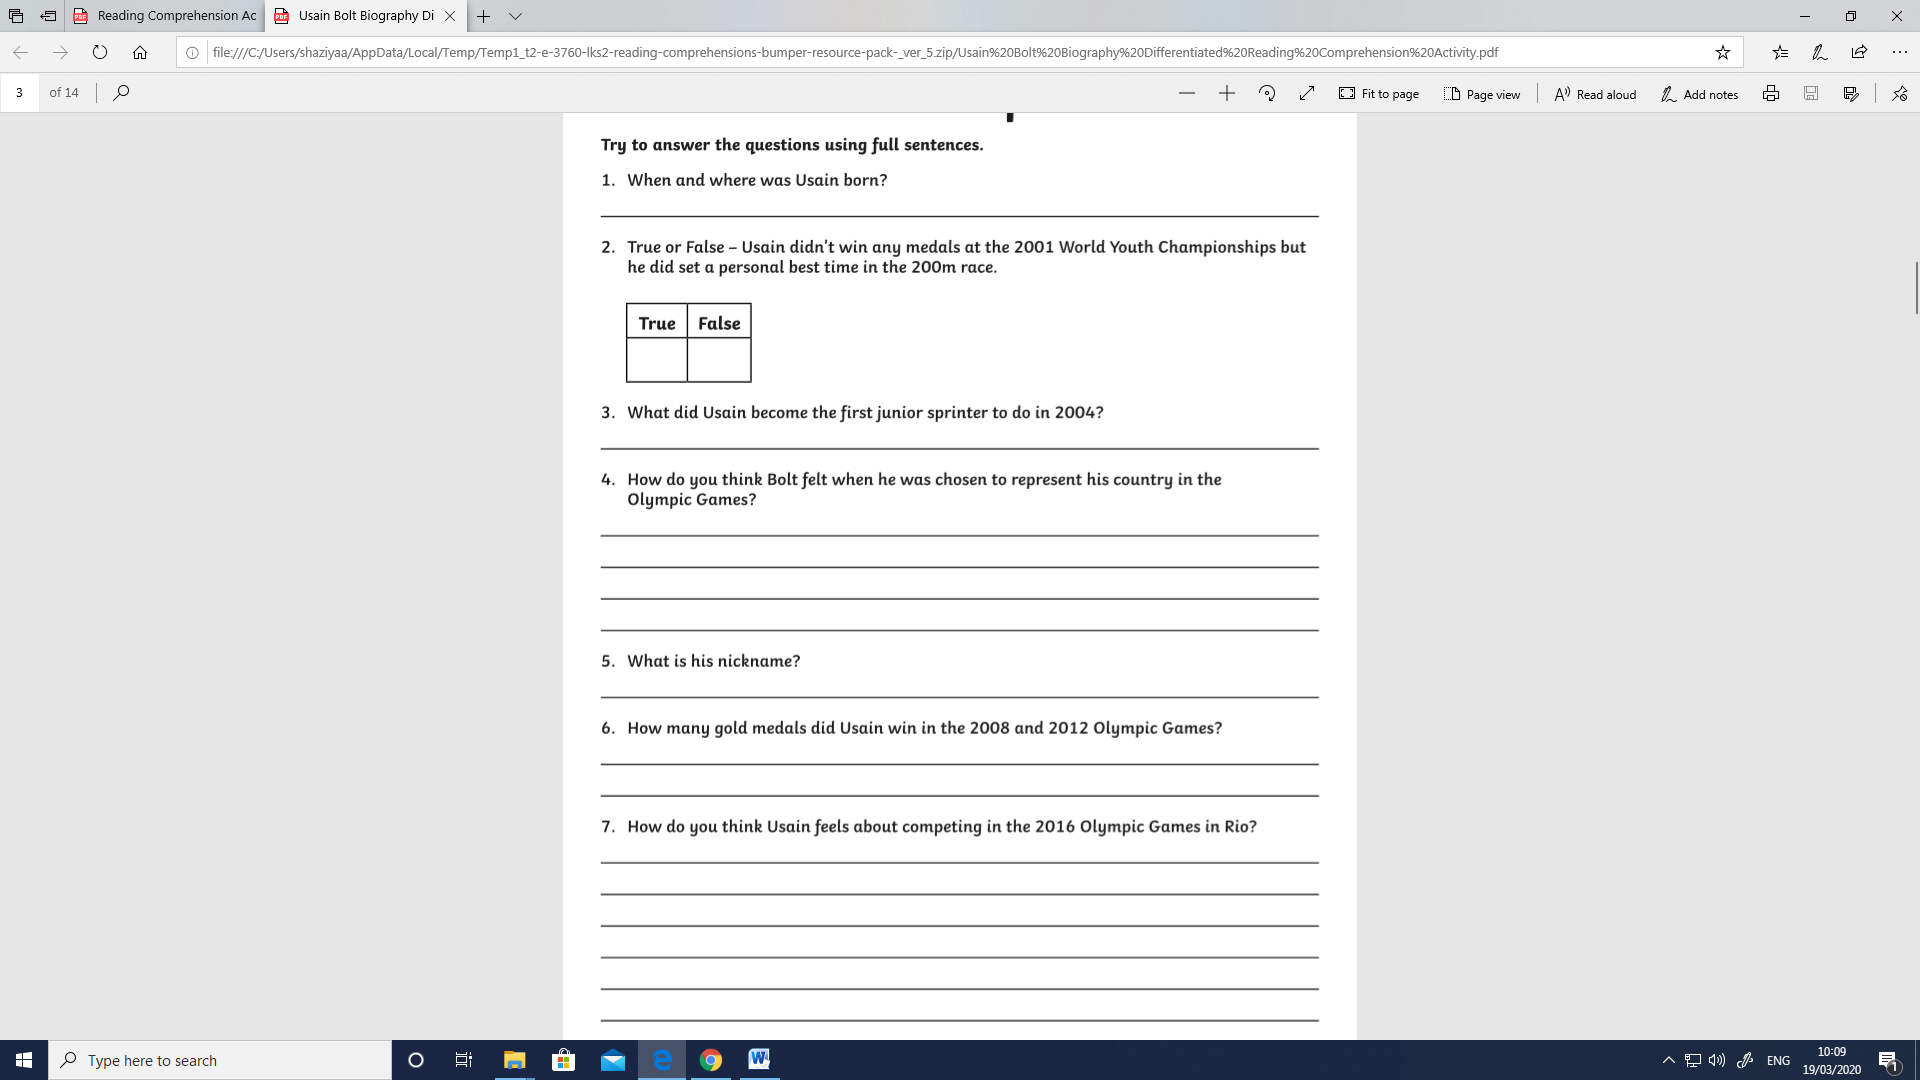 Reading Comprehension Ac
Usain Bolt Biography Di
file:///C:/Users/shaziyaa/AppData/Local/Temp/Temp1_t2-e-3760-lks2-reading-comprehensions-bumper-resource-pack-_ver_5.zip/Usain%20Bolt%20Biography%20Differentiated%20Reading%20Comprehension%20Activity.pdf
3 of 14
Fit to page
Page view
Read aloud
Add notes
Try to answer the questions using full sentences.
1. When and where was Usain born?
2. True or False – Usain didn't win any medals at the 2001 World Youth Championships but
he did set a personal best time in the 200m race.
True False
3. What did Usain become the first junior sprinter to do in 2004?
4. How do you think Bolt felt when he was chosen to represent his country in the
Olympic Games?
5. What is his nickname?
6. How many gold medals did Usain win in the 2008 and 2012 Olympic Games?
7. How do you think Usain feels about competing in the 2016 Olympic Games in Rio?
Type here to search
ENG
10:09
19/03/2020
1